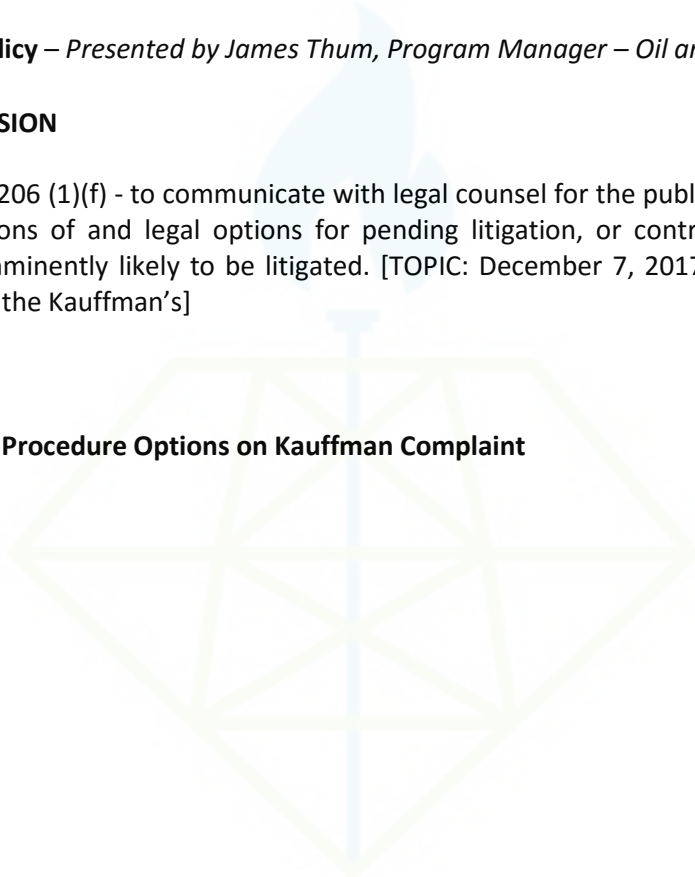 licy – Presented by James Thum, Program Manager – Oil an
SION
206 (1)(f) - to communicate with legal counsel for the publ
ons of and legal options for pending litigation, or contr
minently likely to be litigated. [TOPIC: December 7, 2017
the Kauffman’s]
Procedure Options on Kauffman Complaint